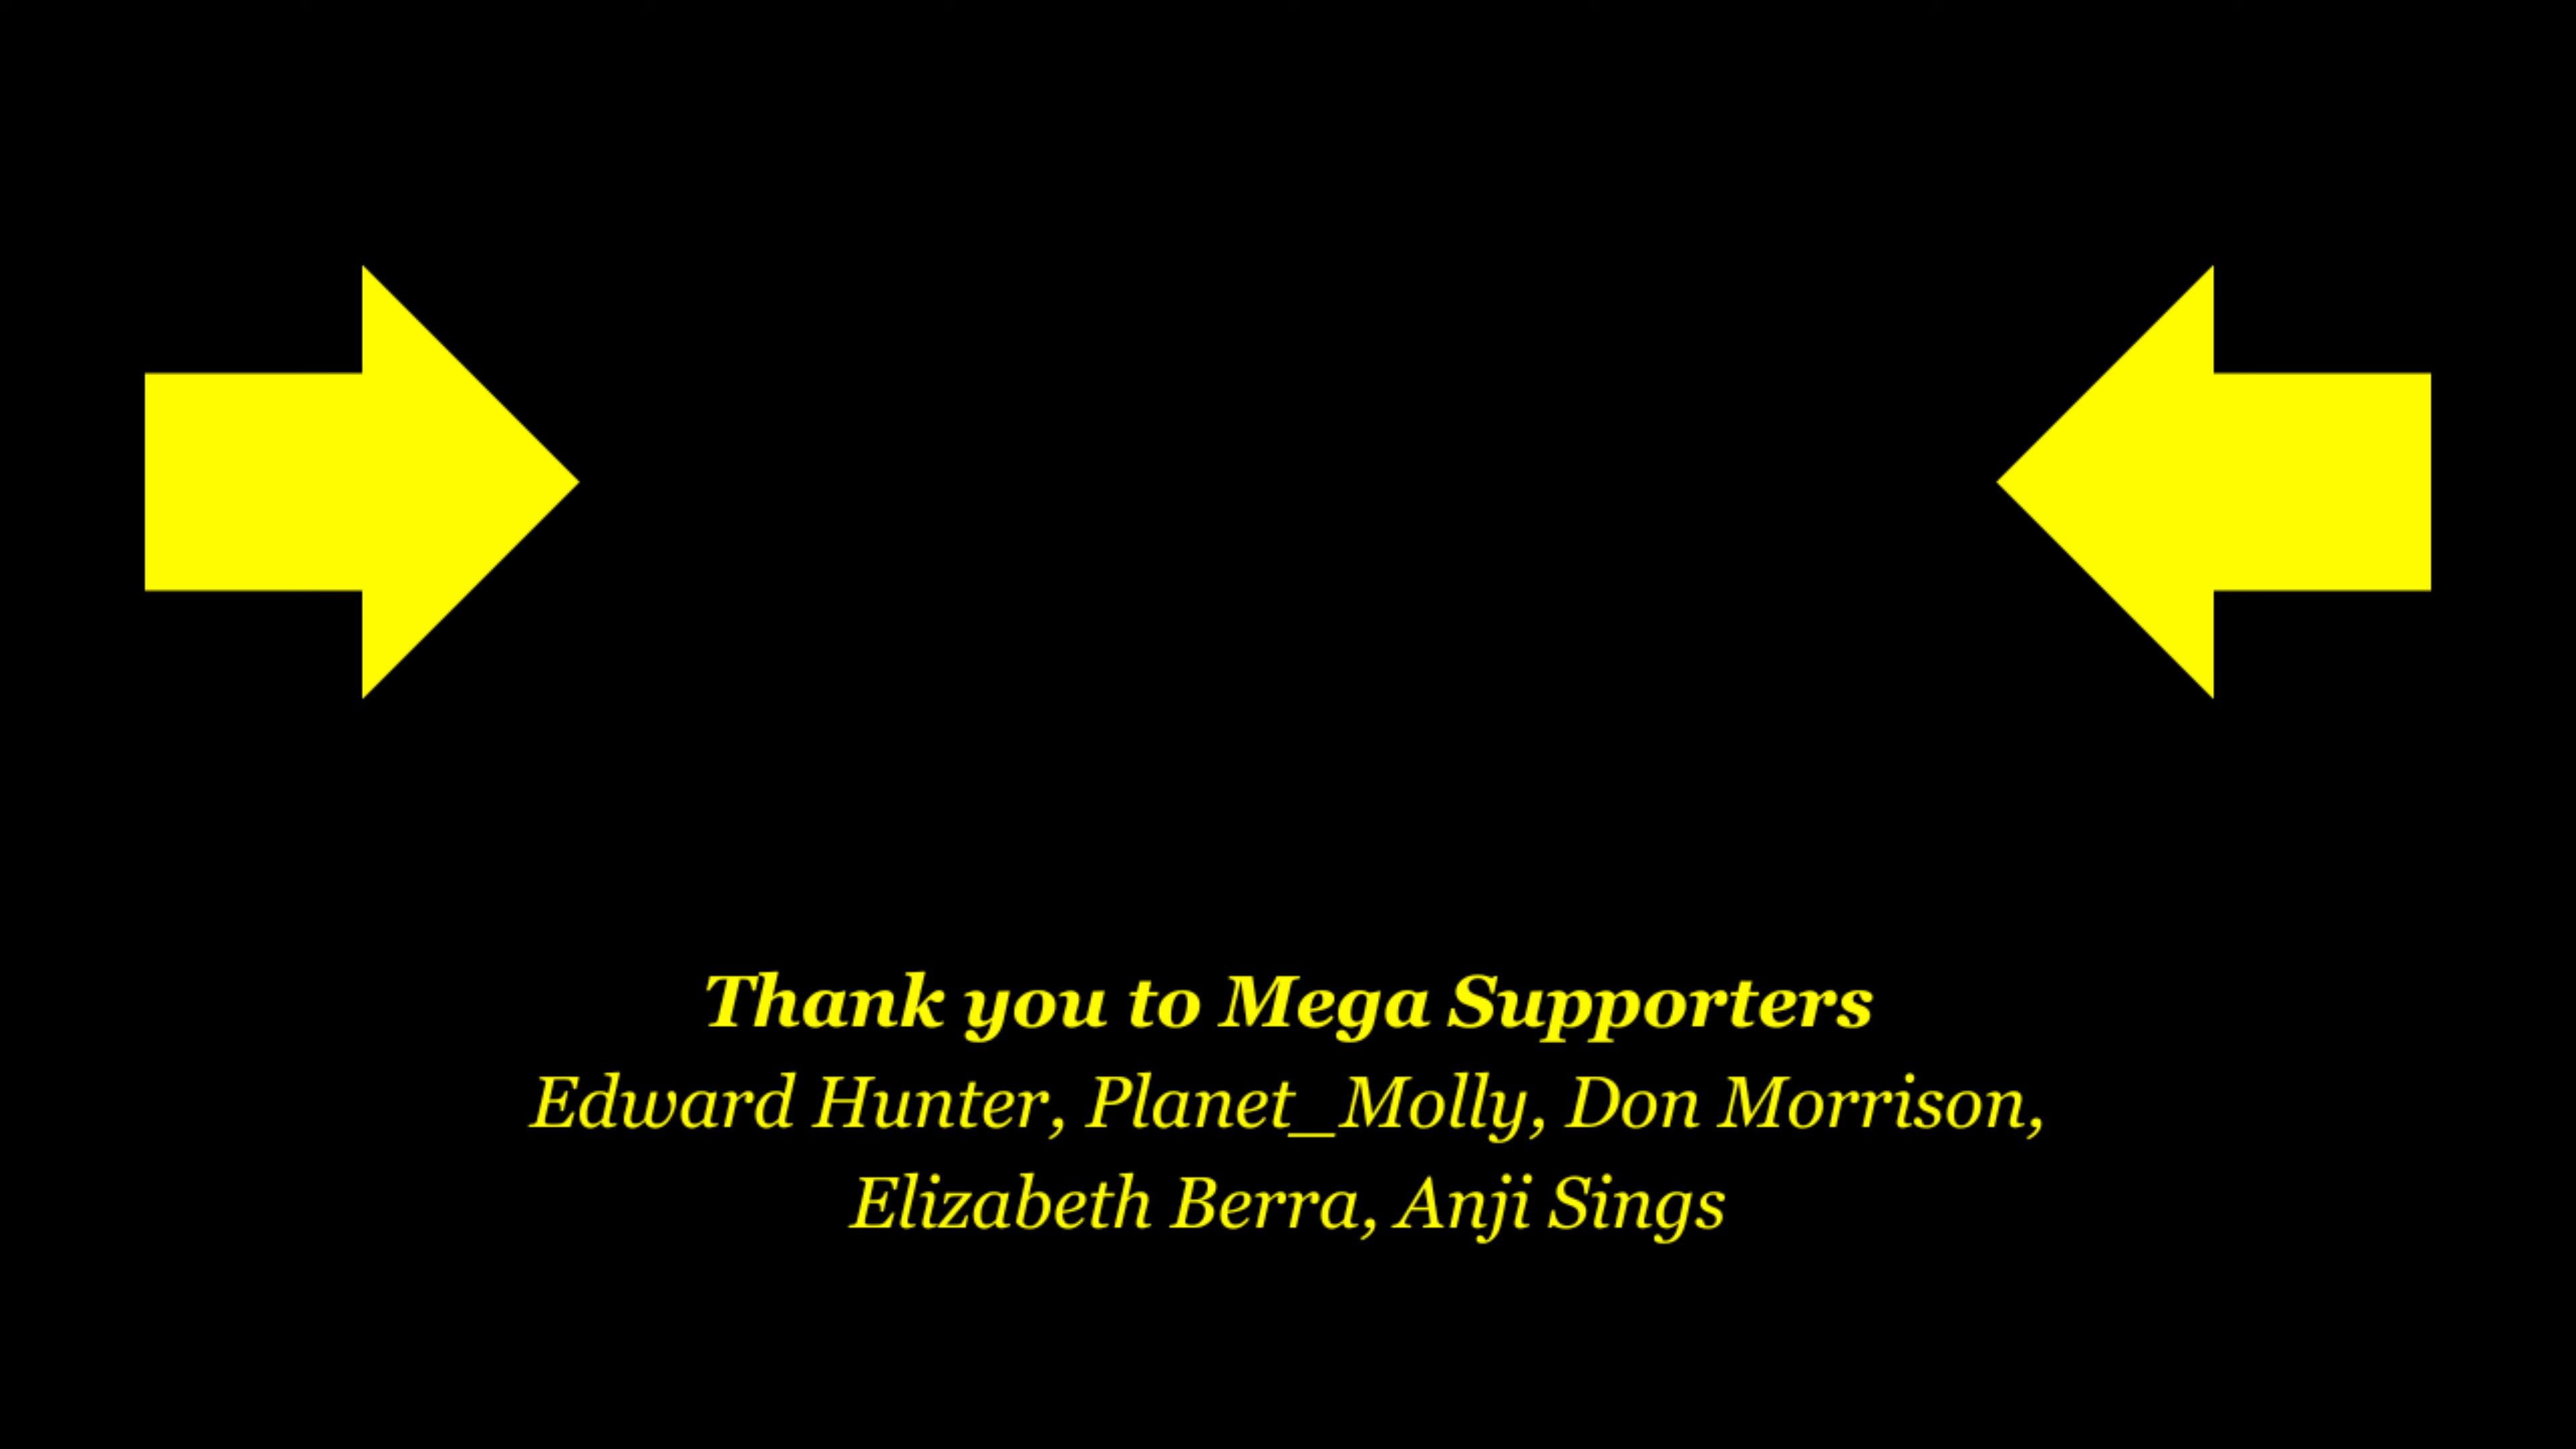 Thank you to Mega Supporters
Edward Hunter, Planet_Molly, Don Morrison,
Elizabeth Berra, Anji Sings